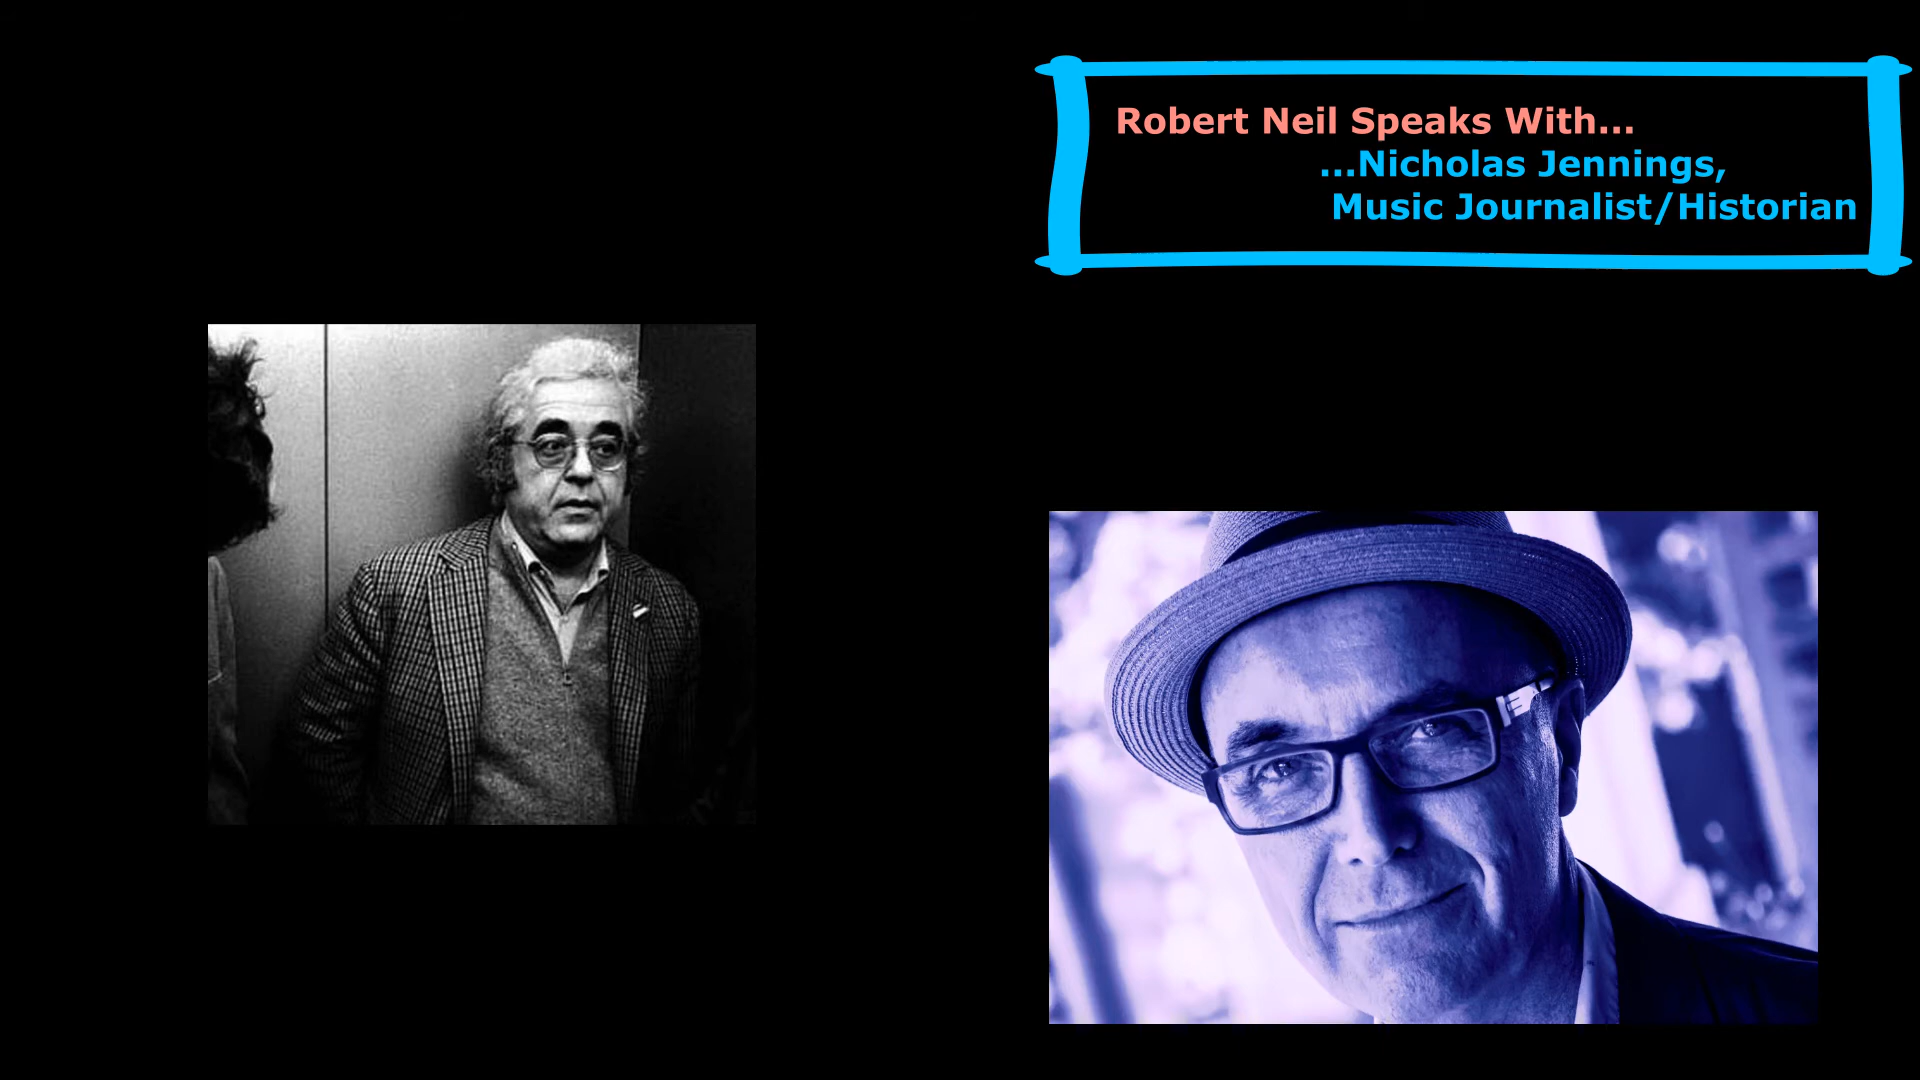 Robert Neil Speaks With...
...Nicholas Jennings,
Music Journalist/Historian